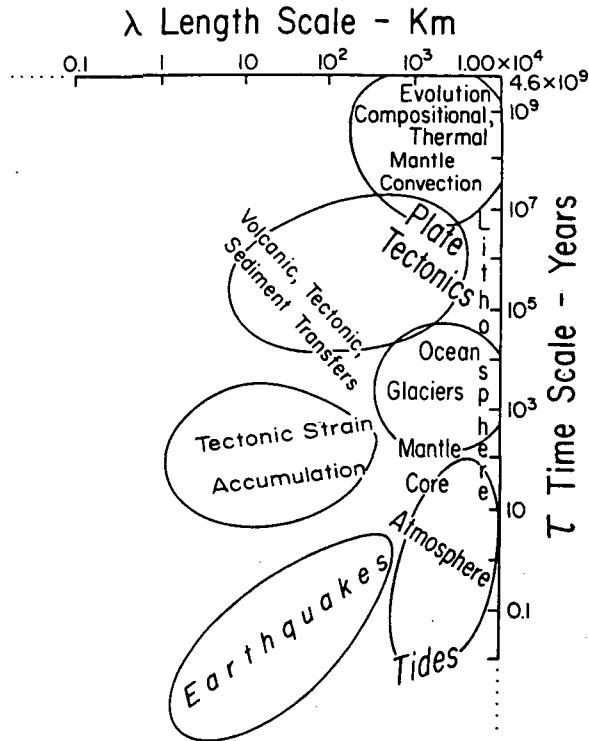 λ Length Scale - Km
0.1 1 10 10² 10³ 1.00×10⁴
4.6×10⁹
Evolution
Compositional,
Thermal
Mantle
Convection
Plate
Tectonics
Volcanic, Tectonic,
Sediment Transfers
Lithosphere
Ocean
Glaciers
Mantle
Core
Tectonic Strain
Accumulation
Atmosphere
Earthquakes
Tides
10⁹
10⁷
10⁵
10³
10
0.1
τ Time Scale - Years